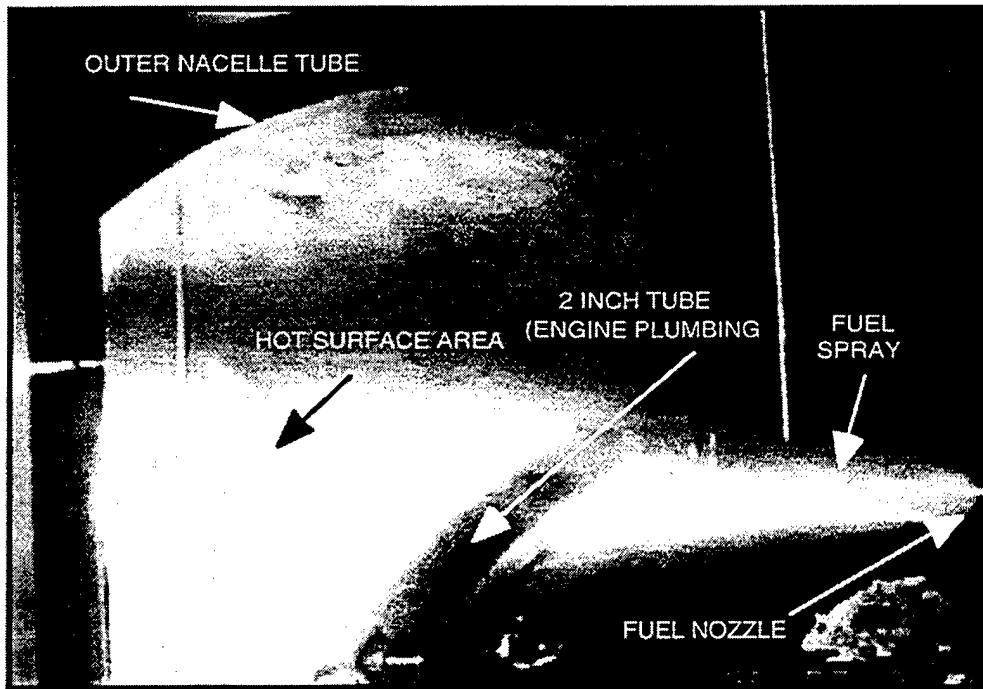 OUTER NACELLE TUBE
2 INCH TUBE
(ENGINE PLUMBING
HOT SURFACE AREA
FUEL
SPRAY
FUEL NOZZLE